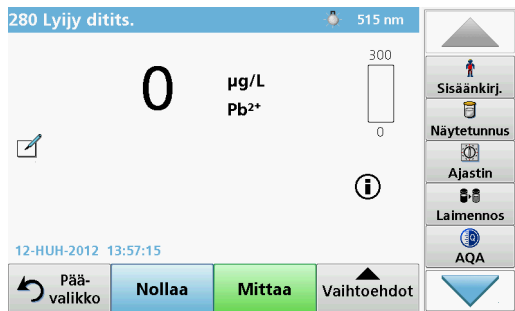 280 Lyijy ditits.
515 nm
0
µg/L
Pb²⁺
300
0
12-HUH-2012 13:57:15
Pää-
valikko
Nollaa
Mittaa
Vaihtoehdot
Sisäänkirj.
Näytetunnus
Ajastin
Laimennos
AQA